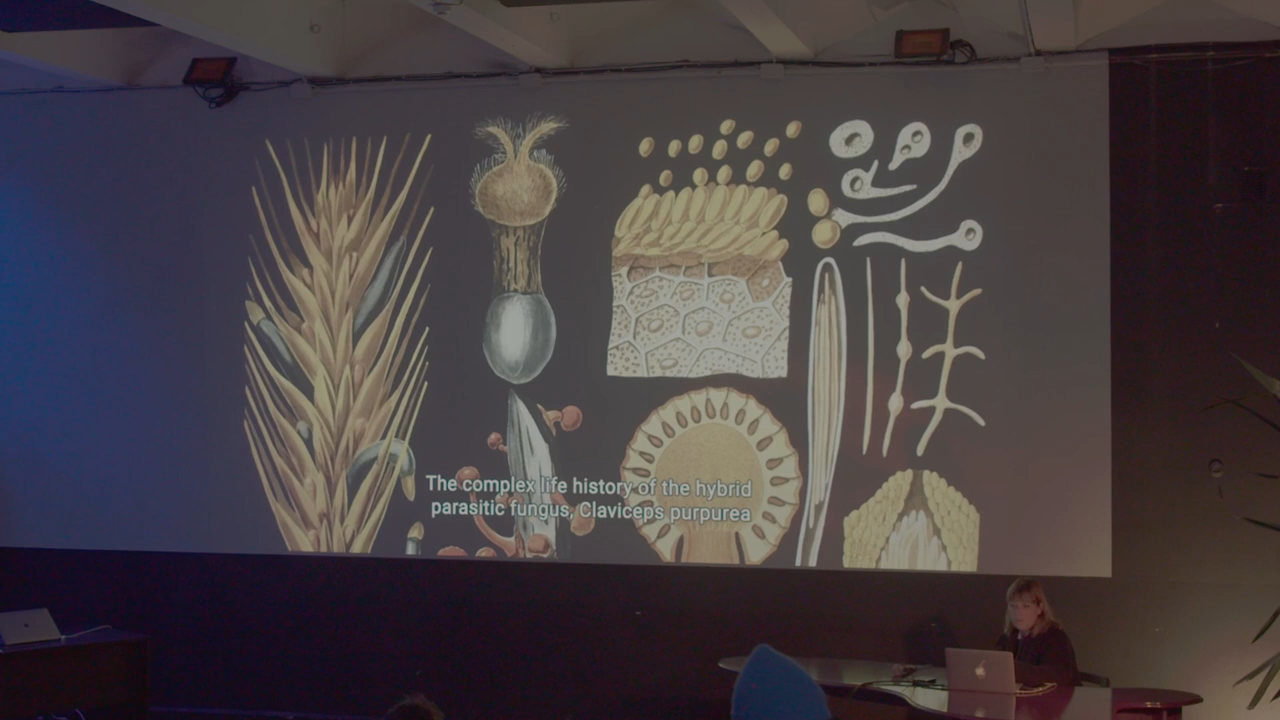 The complex life history of the hybrid
parasitic fungus, Claviceps purpurea